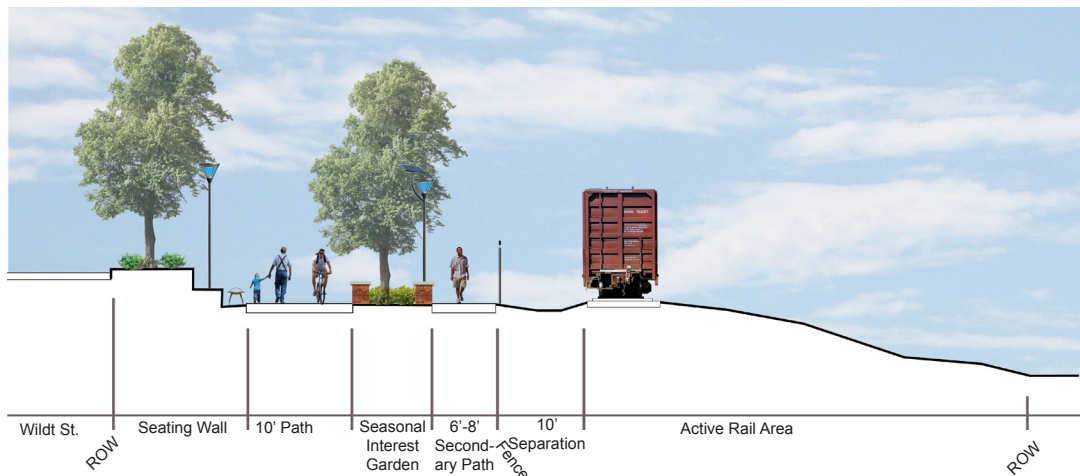 Wildt St.
ROW
Seating Wall
10' Path
Seasonal
Interest
Garden
6'-8'
Second-
ary Path
Fence
10'
Separation
Active Rail Area
ROW